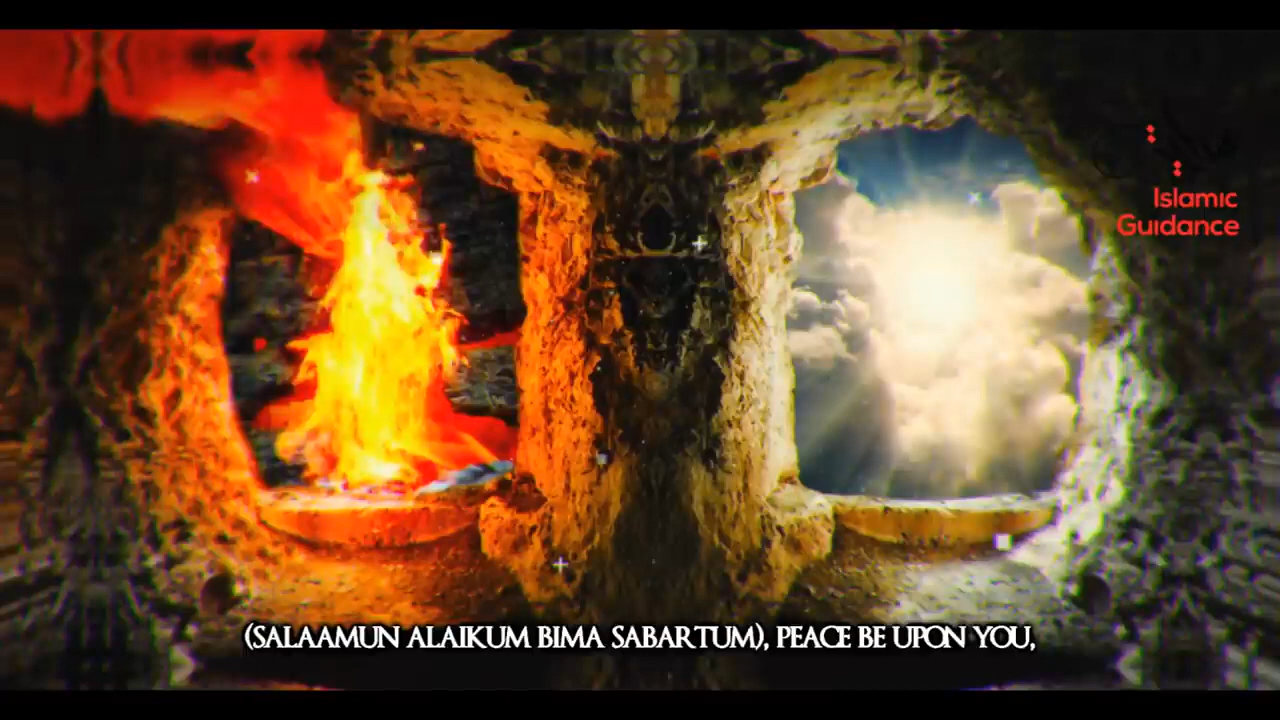 Islamic
Guidance
(SALAAMUN ALAIKUM BIMA SABARTUM), PEACE BE UPON YOU,